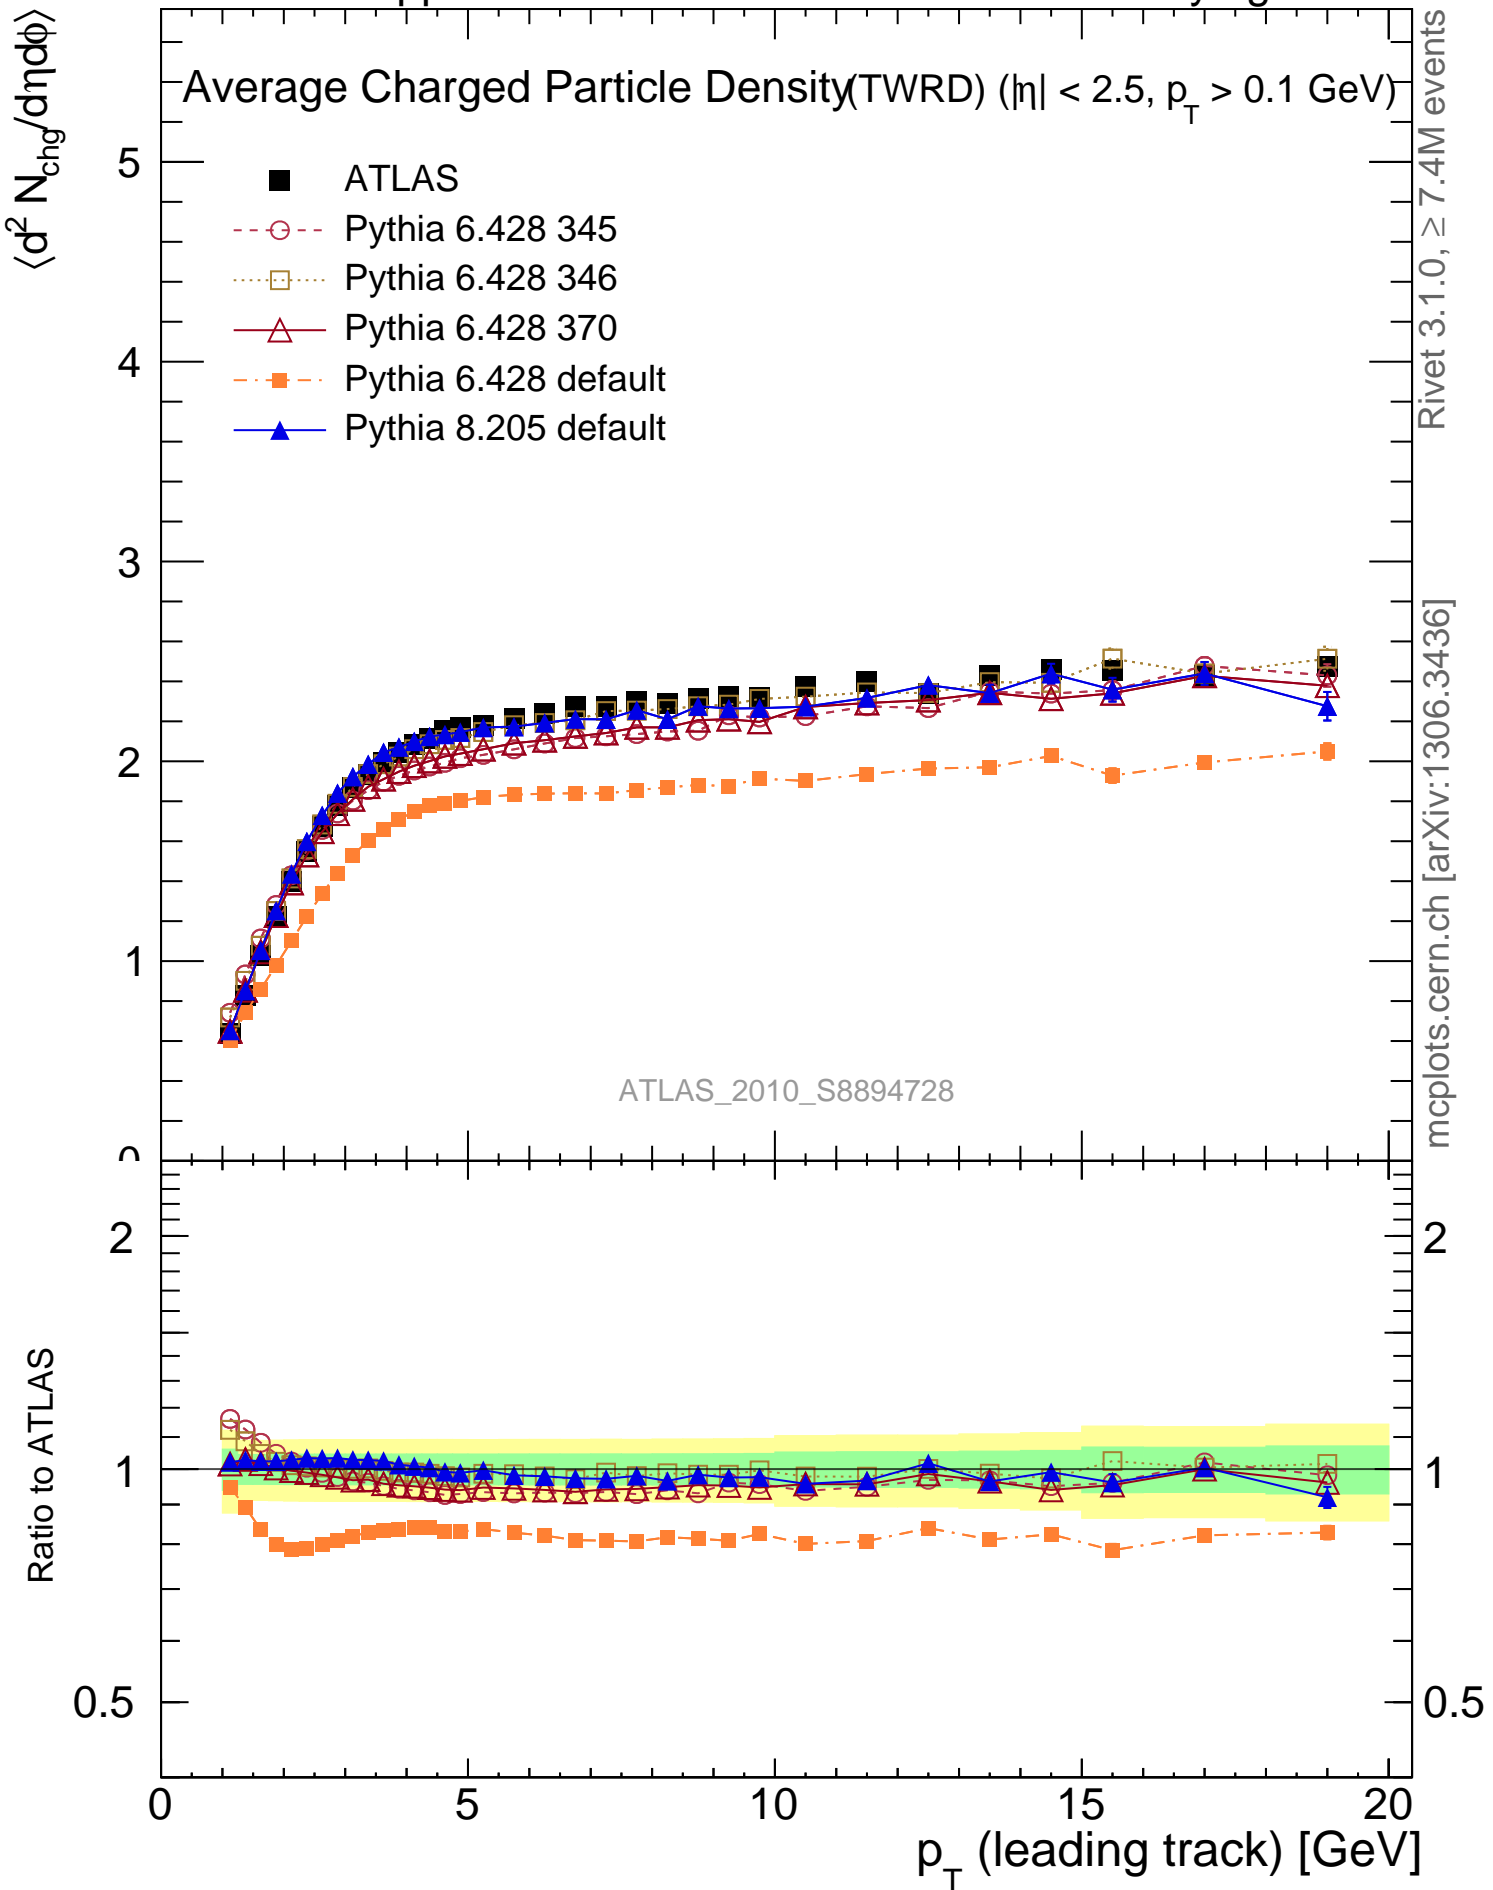 Average Charged Particle Density (TWRD) (|η| < 2.5, p_T > 0.1 GeV)
⟨d² N_chg/dηdϕ⟩
ATLAS
Pythia 6.428 345
Pythia 6.428 346
Pythia 6.428 370
Pythia 6.428 default
Pythia 8.205 default
5
4
3
2
1
0
ATLAS_2010_S8894728
Rivet 3.1.0, ≥ 7.4M events
mcplots.cern.ch [arXiv:1306.3436]
Ratio to ATLAS
2
1
0.5
2
1
0.5
0 5 10 15 20
p_T (leading track) [GeV]